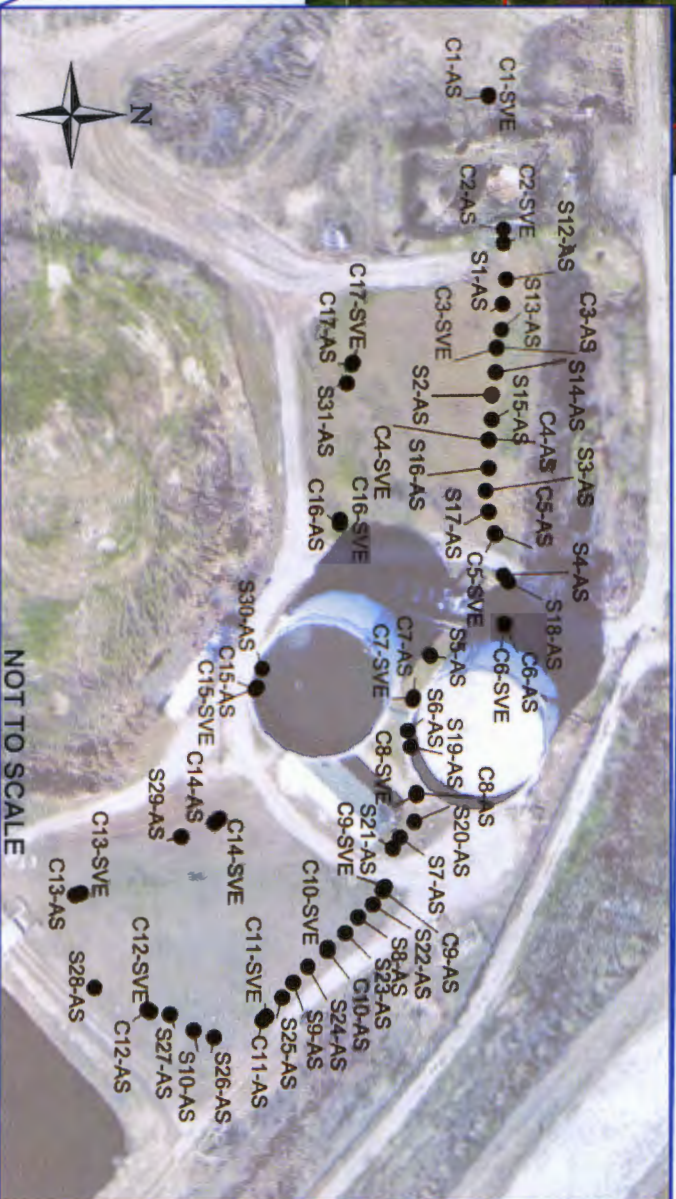 N
C1-SVE
C1-AS
C2-SVE
C2-AS
S12-AS
S1-AS
S13-AS
C3-AS
C3-SVE
S14-AS
S2-AS
S15-AS
C4-AS
C4-SVE
S16-AS
S3-AS
S17-AS
C5-AS
C5-SVE
S4-AS
S18-AS
C6-AS
C6-SVE
C17-SVE
C17-AS
S31-AS
C16-SVE
C16-AS
S5-AS
C7-AS
C7-SVE
S6-AS
S19-AS
C8-AS
C8-SVE
S20-AS
S7-AS
S21-AS
C9-SVE
C9-AS
S22-AS
S8-AS
S23-AS
C10-SVE
C10-AS
S24-AS
S9-AS
S25-AS
C11-SVE
C11-AS
S30-AS
C15-AS
C15-SVE
C14-AS
C14-SVE
S29-AS
C13-SVE
C13-AS
S28-AS
C12-SVE
C12-AS
S27-AS
S10-AS
S26-AS
NOT TO SCALE